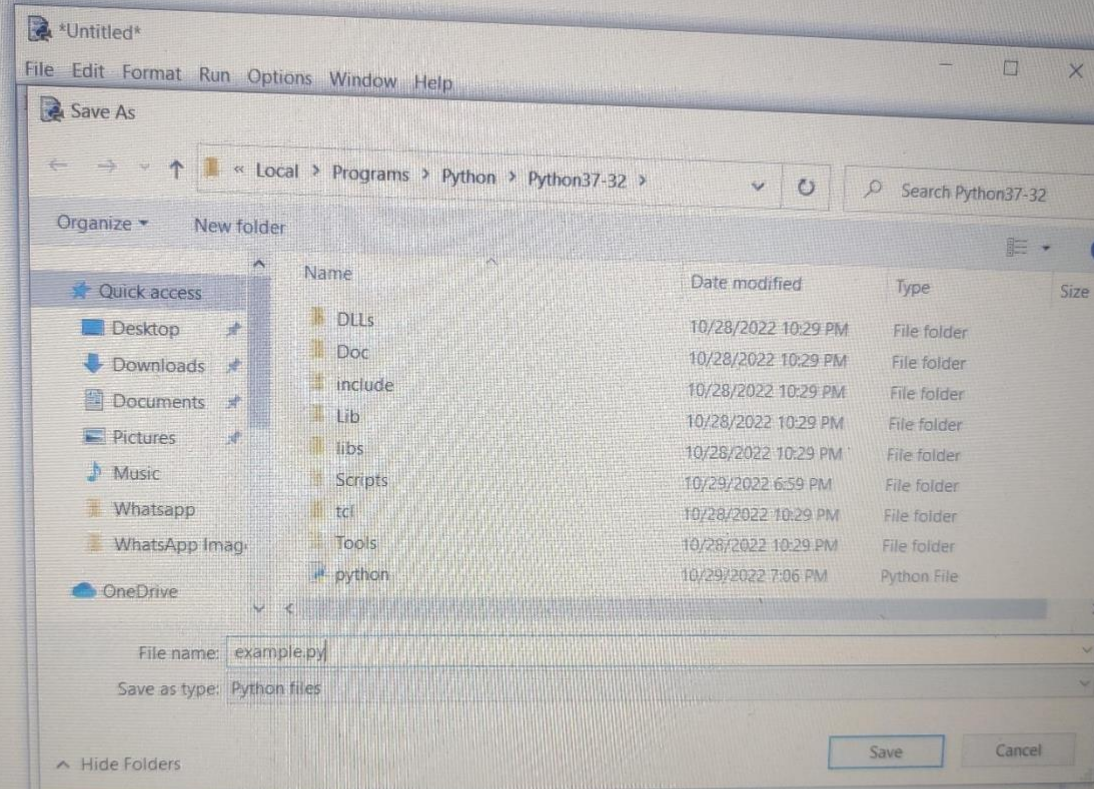 *Untitled*
File Edit Format Run Options Window Help
Save As
« Local > Programs > Python > Python37-32 >
Search Python37-32
Organize New folder
Name Date modified Type Size
Quick access
Desktop
Downloads
Documents
Pictures
Music
Whatsapp
WhatsApp Imag
OneDrive
DLLs 10/28/2022 10:29 PM File folder
Doc 10/28/2022 10:29 PM File folder
include 10/28/2022 10:29 PM File folder
Lib 10/28/2022 10:29 PM File folder
libs 10/28/2022 10:29 PM File folder
Scripts 10/29/2022 6:59 PM File folder
tcl 10/28/2022 10:29 PM File folder
Tools 10/28/2022 10:29 PM File folder
python 10/29/2022 7:06 PM Python File
File name: example.py
Save as type: Python files
Hide Folders
Save Cancel